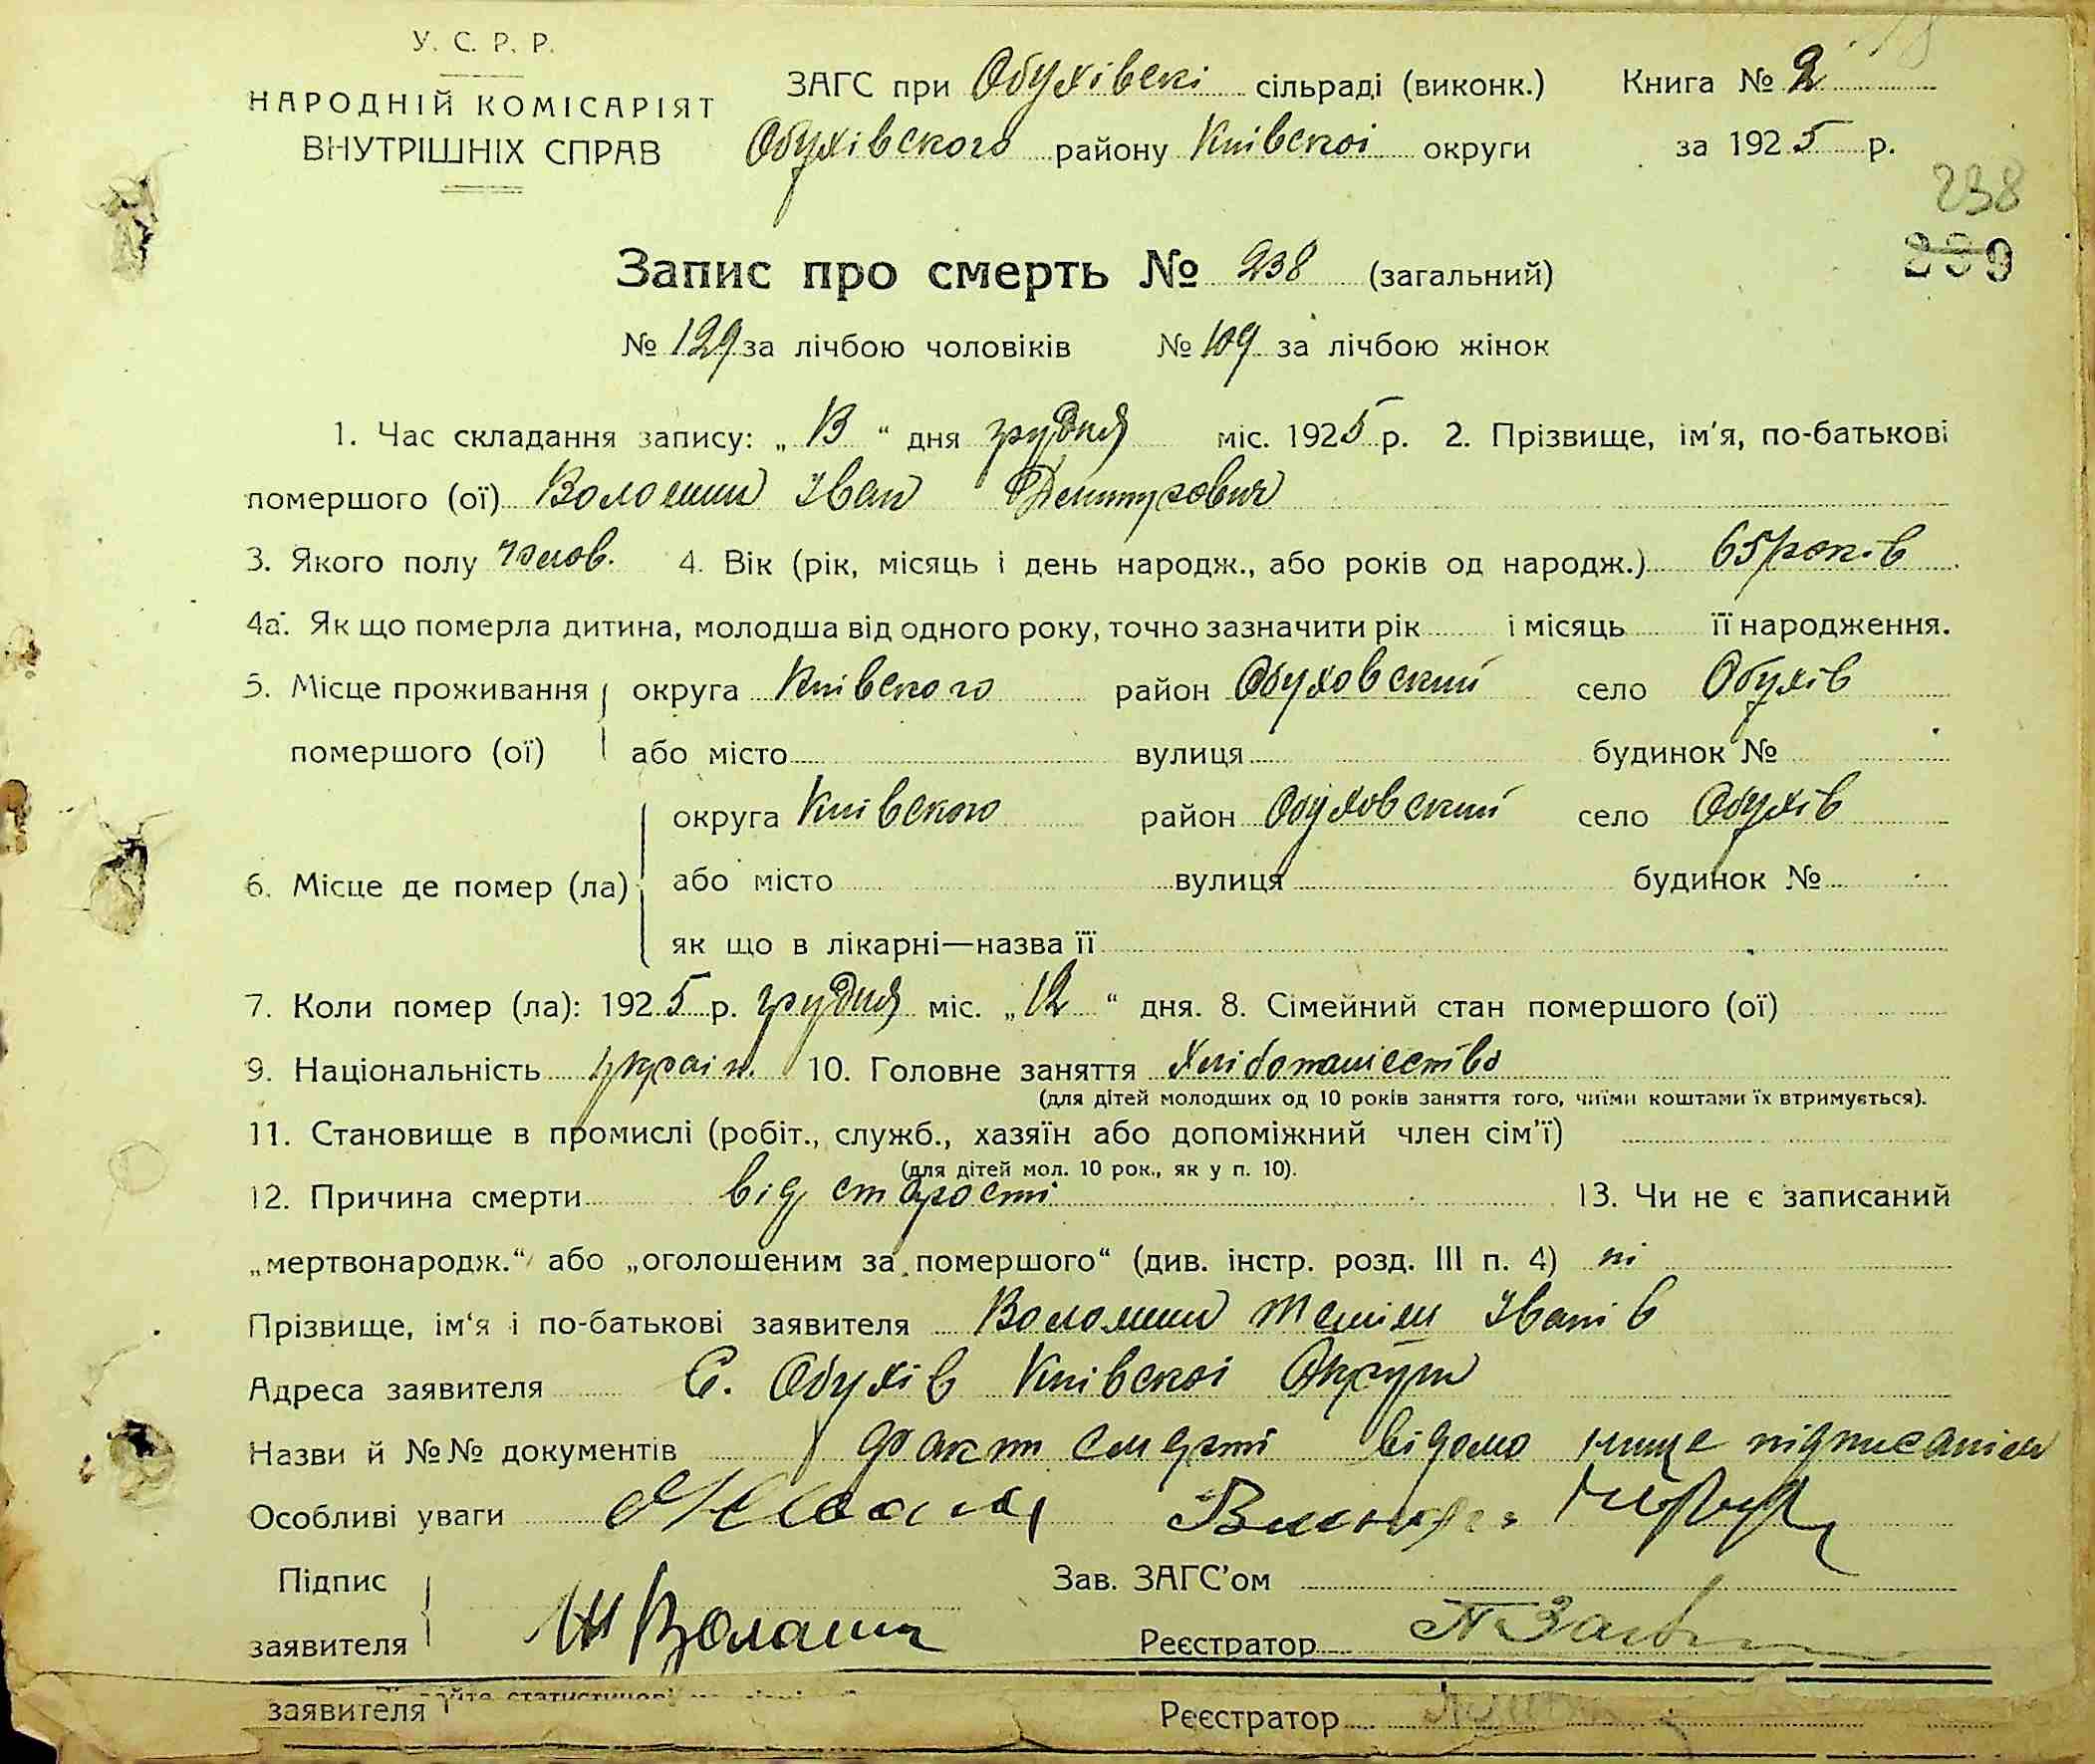 У. С. Р. Р.
НАРОДНІЙ КОМІСАРІЯТ
ВНУТРІШНІХ СПРАВ
ЗАГС при Обухівскі сільраді (виконк.) Книга № 2
Обухівского району Київскоі округи за 1925 р.
238
239
Запис про смерть № 238 (загальний)
№ 129 за лічбою чоловіків № 109 за лічбою жінок
1. Час складання запису: „13“ дня грудня міс. 1925 р. 2. Прізвище, ім'я, по-батькові
помершого (ої) Волошин Іван
3. Якого полу чолов. 4. Вік (рік, місяць і день народж., або років од народж.) 65 років
4а. Як що померла дитина, молодша від одного року, точно зазначити рік і місяць її народження.
5. Місце проживання округа Київского район Обуховский село Обухів
помершого (ої) або місто вулиця будинок №
округа Київского район Обуховский село Обухів
6. Місце де помер (ла) або місто вулиця будинок №
як що в лікарні—назва її
7. Коли помер (ла): 1925 р. грудня міс. „12“ дня. 8. Сімейний стан помершого (ої)
9. Національність україн. 10. Головне заняття
(для дітей молодших од 10 років заняття того, чиїми коштами їх втримується).
11. Становище в промислі (робіт., служб., хазяїн або допоміжний член сім'ї)
(для дітей мол. 10 рок., як у п. 10).
12. Причина смерти від старости 13. Чи не є записаний
„мертвонародж.“ або „оголошеним за помершого“ (див. інстр. розд. III п. 4) ні
Прізвище, ім'я і по-батькові заявителя Волошин Іванів
Адреса заявителя С. Обухів Київскоі Округи
Назви й №№ документів факт смерти відомо нище підписанім
Особливі уваги
Підпис Зав. ЗАГС'ом
заявителя Реєстратор
заявителя Реєстратор